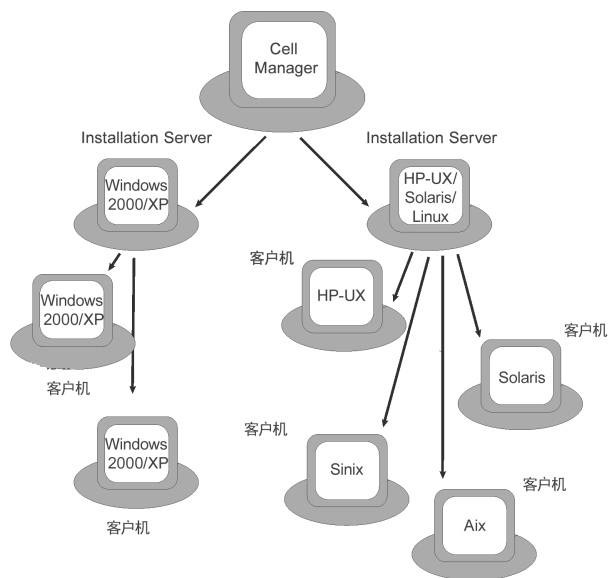 Cell
Manager
Installation Server
Installation Server
Windows
2000/XP
HP-UX/
Solaris/
Linux
客户机
Windows
2000/XP
HP-UX
客户机
客户机
Solaris
客户机
Windows
2000/XP
Sinix
客户机
客户机
Aix